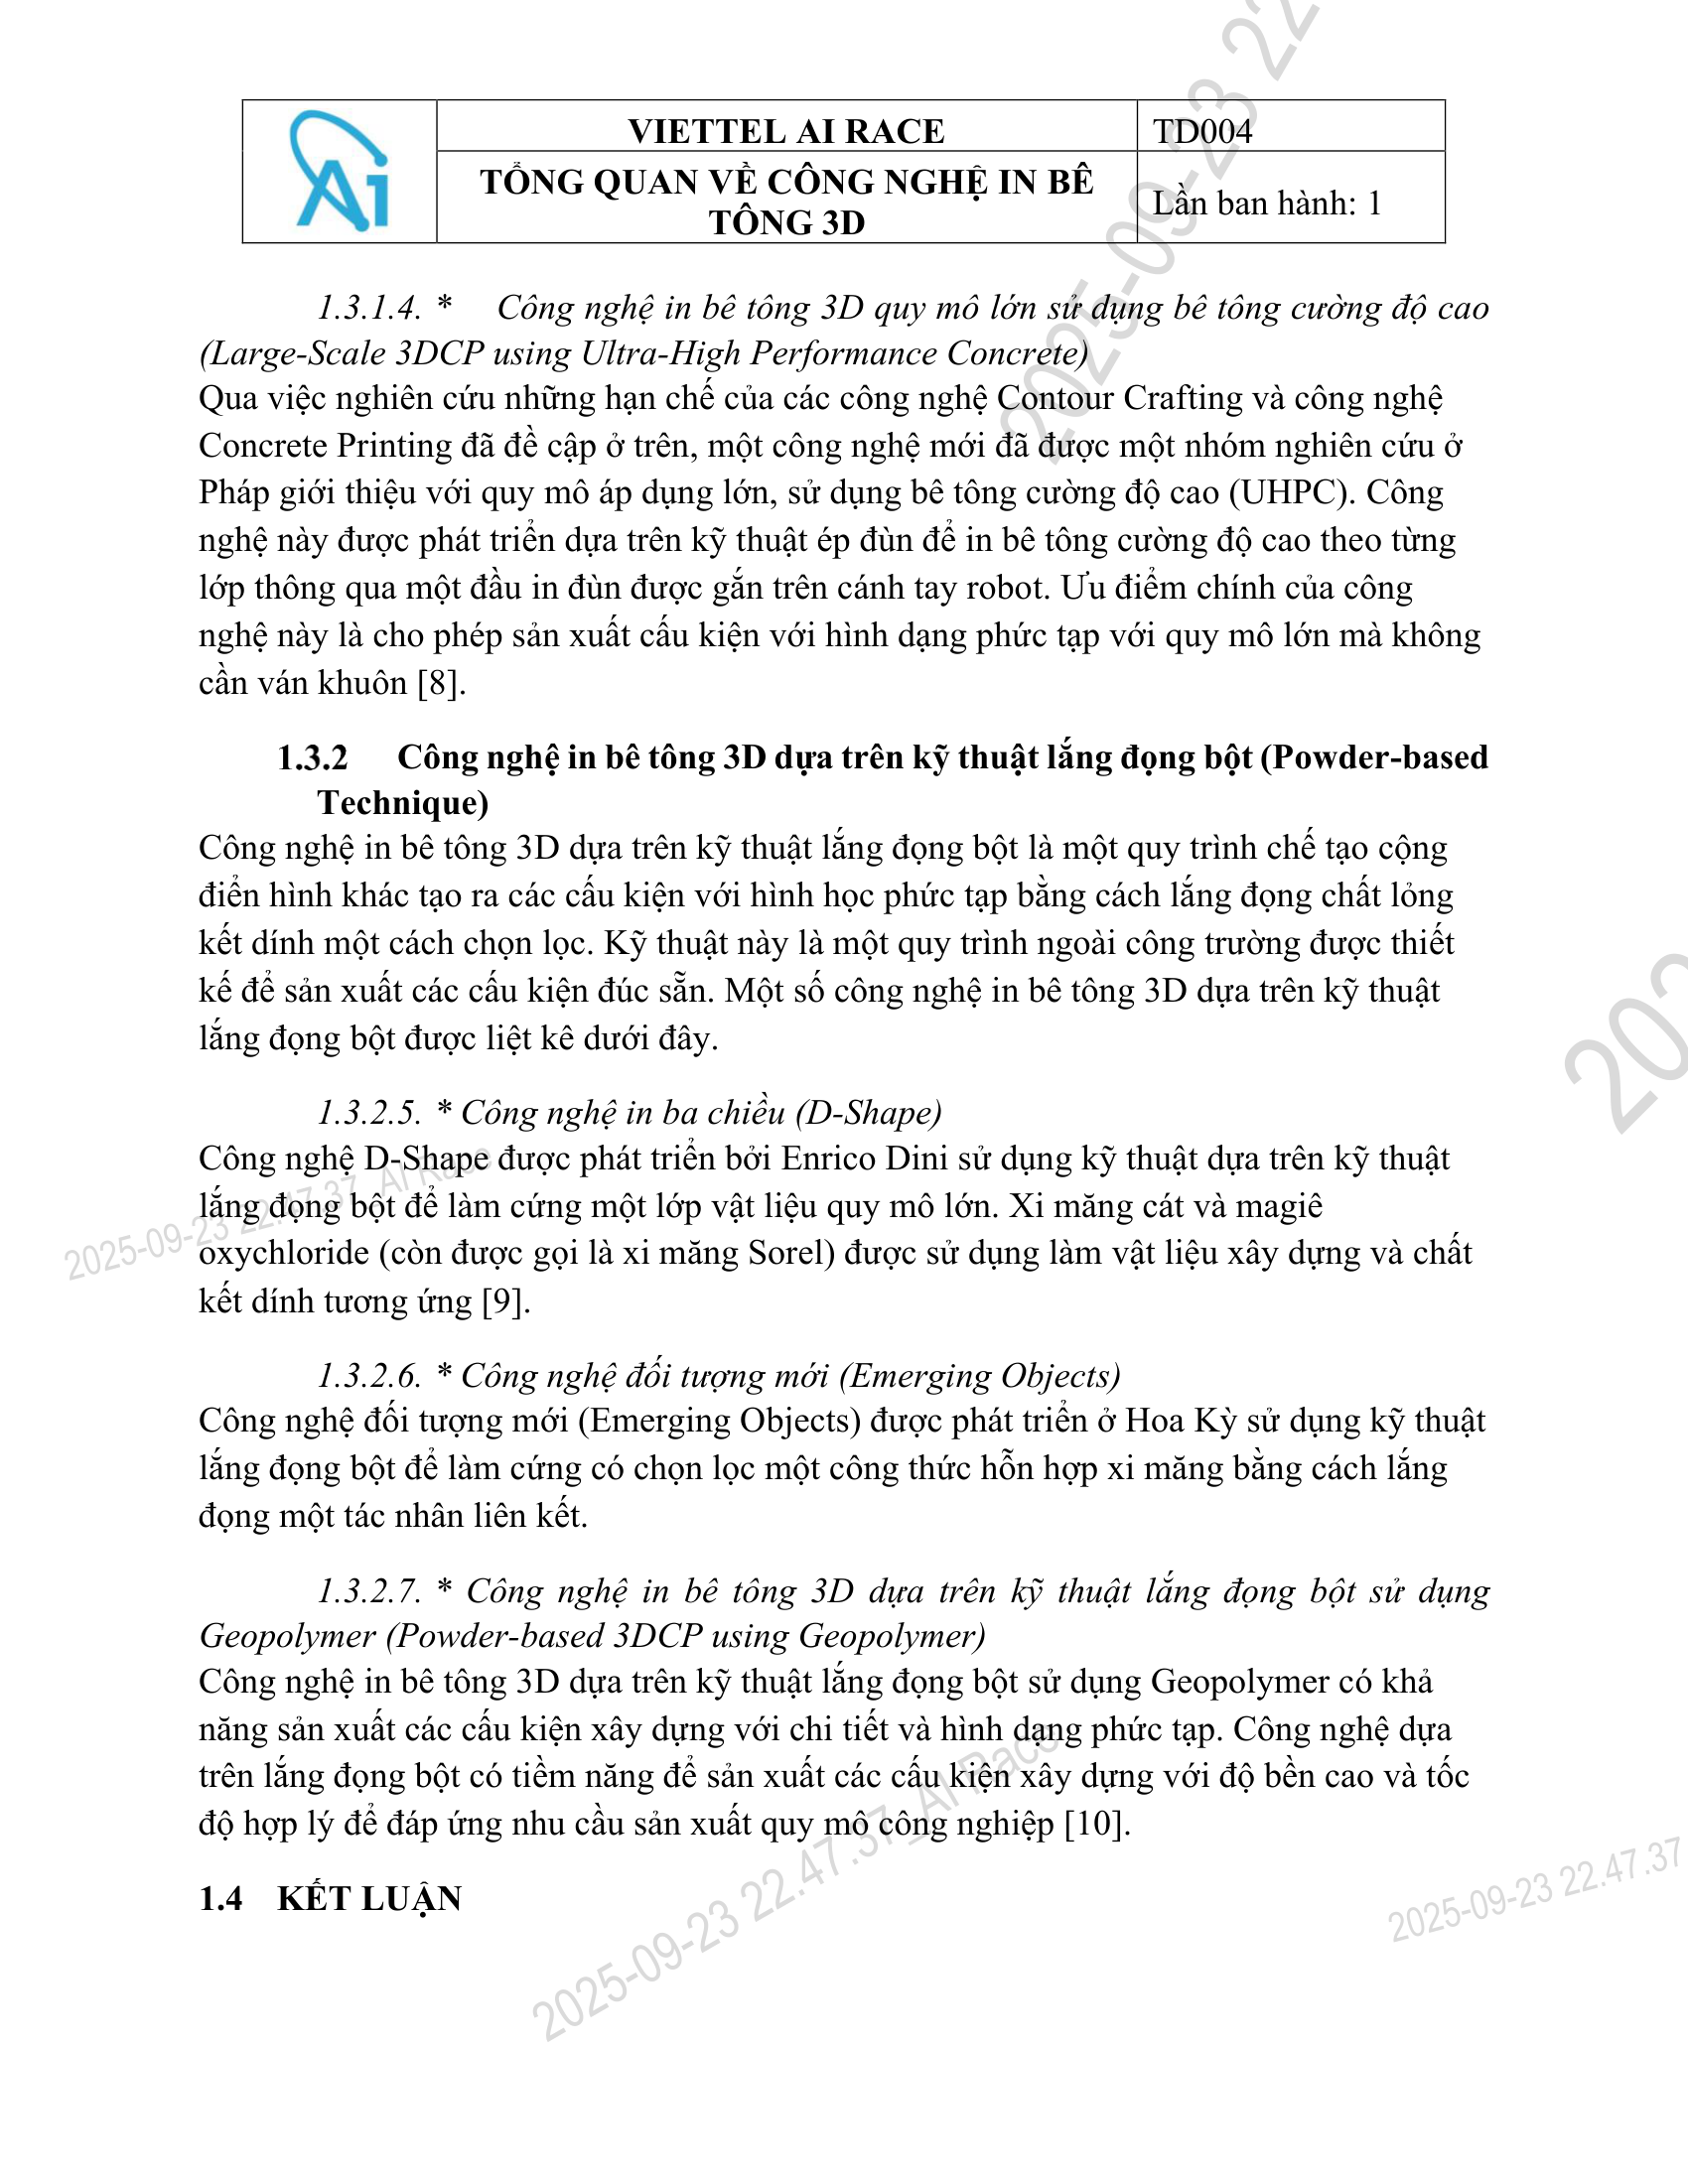 Ai
VIETTEL AI RACE
TD004
TỔNG QUAN VỀ CÔNG NGHỆ IN BÊ
TÔNG 3D
Lần ban hành: 1
1.3.1.4. * Công nghệ in bê tông 3D quy mô lớn sử dụng bê tông cường độ cao
(Large-Scale 3DCP using Ultra-High Performance Concrete)
Qua việc nghiên cứu những hạn chế của các công nghệ Contour Crafting và công nghệ
Concrete Printing đã đề cập ở trên, một công nghệ mới đã được một nhóm nghiên cứu ở
Pháp giới thiệu với quy mô áp dụng lớn, sử dụng bê tông cường độ cao (UHPC). Công
nghệ này được phát triển dựa trên kỹ thuật ép đùn để in bê tông cường độ cao theo từng
lớp thông qua một đầu in đùn được gắn trên cánh tay robot. Ưu điểm chính của công
nghệ này là cho phép sản xuất cấu kiện với hình dạng phức tạp với quy mô lớn mà không
cần ván khuôn [8].
1.3.2 Công nghệ in bê tông 3D dựa trên kỹ thuật lắng đọng bột (Powder-based
Technique)
Công nghệ in bê tông 3D dựa trên kỹ thuật lắng đọng bột là một quy trình chế tạo cộng
điển hình khác tạo ra các cấu kiện với hình học phức tạp bằng cách lắng đọng chất lỏng
kết dính một cách chọn lọc. Kỹ thuật này là một quy trình ngoài công trường được thiết
kế để sản xuất các cấu kiện đúc sẵn. Một số công nghệ in bê tông 3D dựa trên kỹ thuật
lắng đọng bột được liệt kê dưới đây.
1.3.2.5. * Công nghệ in ba chiều (D-Shape)
Công nghệ D-Shape được phát triển bởi Enrico Dini sử dụng kỹ thuật dựa trên kỹ thuật
lắng đọng bột để làm cứng một lớp vật liệu quy mô lớn. Xi măng cát và magiê
oxychloride (còn được gọi là xi măng Sorel) được sử dụng làm vật liệu xây dựng và chất
kết dính tương ứng [9].
1.3.2.6. * Công nghệ đối tượng mới (Emerging Objects)
Công nghệ đối tượng mới (Emerging Objects) được phát triển ở Hoa Kỳ sử dụng kỹ thuật
lắng đọng bột để làm cứng có chọn lọc một công thức hỗn hợp xi măng bằng cách lắng
đọng một tác nhân liên kết.
1.3.2.7. * Công nghệ in bê tông 3D dựa trên kỹ thuật lắng đọng bột sử dụng
Geopolymer (Powder-based 3DCP using Geopolymer)
Công nghệ in bê tông 3D dựa trên kỹ thuật lắng đọng bột sử dụng Geopolymer có khả
năng sản xuất các cấu kiện xây dựng với chi tiết và hình dạng phức tạp. Công nghệ dựa
trên lắng đọng bột có tiềm năng để sản xuất các cấu kiện xây dựng với độ bền cao và tốc
độ hợp lý để đáp ứng nhu cầu sản xuất quy mô công nghiệp [10].
1.4 KẾT LUẬN
2025-09-23 22
202
2025-09-23 22.47.37_AI Race
2025-09-23 22.47.37_AI Race
2025-09-23 22.47.37